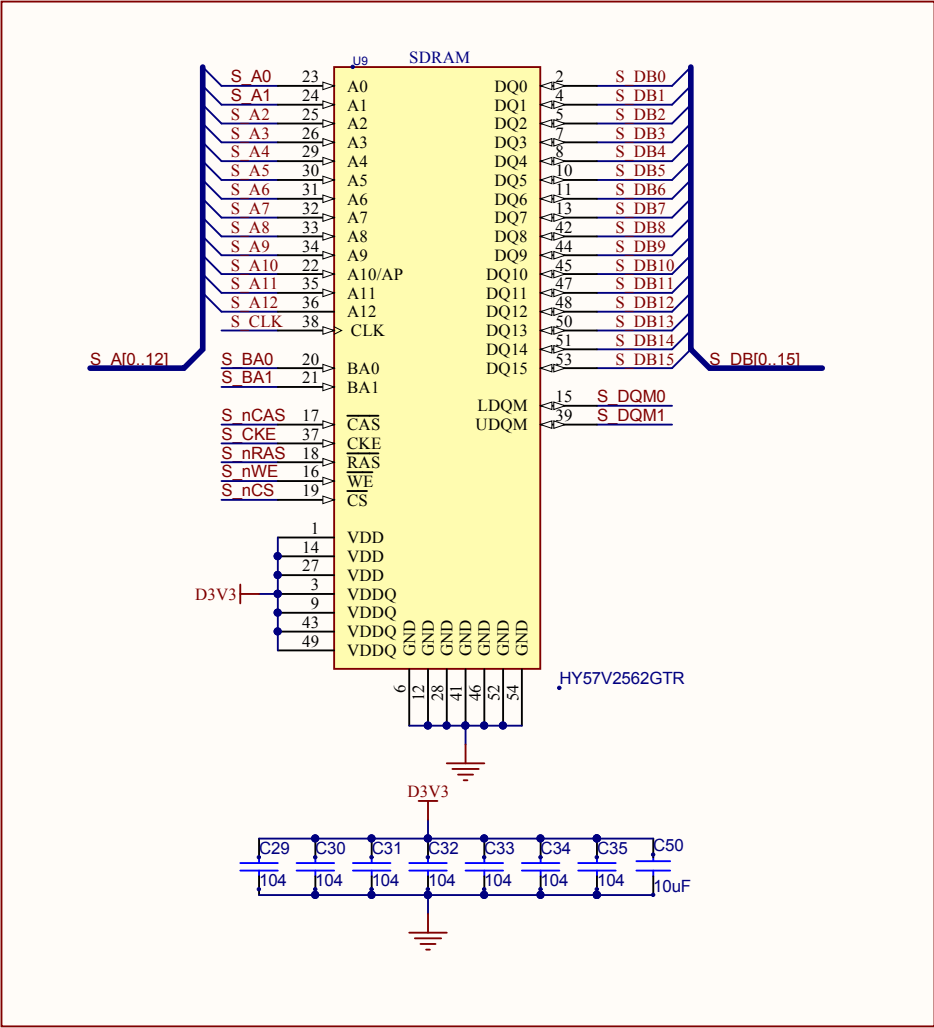 U9 SDRAM
S_A0 23 A0 DQ0 2 S_DB0
S_A1 24 A1 DQ1 4 S_DB1
S_A2 25 A2 DQ2 5 S_DB2
S_A3 26 A3 DQ3 7 S_DB3
S_A4 29 A4 DQ4 8 S_DB4
S_A5 30 A5 DQ5 10 S_DB5
S_A6 31 A6 DQ6 11 S_DB6
S_A7 32 A7 DQ7 13 S_DB7
S_A8 33 A8 DQ8 42 S_DB8
S_A9 34 A9 DQ9 44 S_DB9
S_A10 22 A10/AP DQ10 45 S_DB10
S_A11 35 A11 DQ11 47 S_DB11
S_A12 36 A12 DQ12 48 S_DB12
S_CLK 38 CLK DQ13 50 S_DB13
DQ14 51 S_DB14
S_A[0..12] S_BA0 20 BA0 DQ15 53 S_DB15 S_DB[0..15]
S_BA1 21 BA1
LDQM 15 S_DQM0
S_nCAS 17 CAS UDQM 39 S_DQM1
S_CKE 37 CKE
S_nRAS 18 RAS
S_nWE 16 WE
S_nCS 19 CS
1 VDD
14 VDD
27 VDD
D3V3 3 VDDQ
9 VDDQ
43 VDDQ
49 VDDQ
GND GND GND GND GND GND GND
6 12 28 41 46 52 54
HY57V2562GTR
D3V3
C29 C30 C31 C32 C33 C34 C35 C50
104 104 104 104 104 104 104 10uF